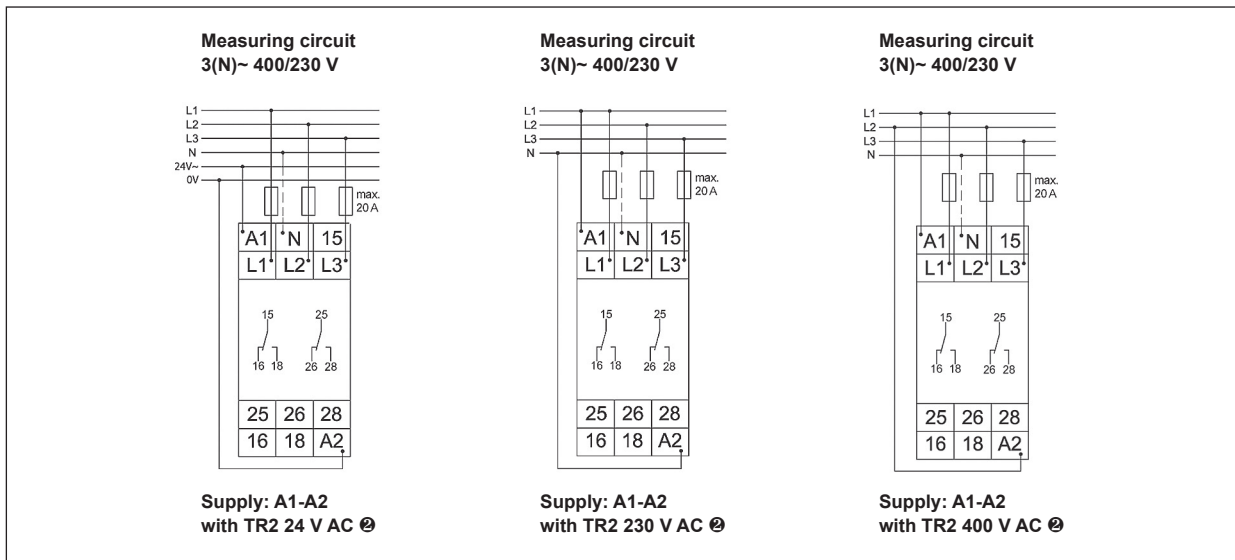 Measuring circuit
3(N)~ 400/230 V
L1
L2
L3
N
24V~
0V
max.
20 A
A1 N 15
L1 L2 L3
15 25
16 18 26 28
25 26 28
16 18 A2
Supply: A1-A2
with TR2 24 V AC ❷
Measuring circuit
3(N)~ 400/230 V
L1
L2
L3
N
max.
20 A
A1 N 15
L1 L2 L3
15 25
16 18 26 28
25 26 28
16 18 A2
Supply: A1-A2
with TR2 230 V AC ❷
Measuring circuit
3(N)~ 400/230 V
L1
L2
L3
N
max.
20 A
A1 N 15
L1 L2 L3
15 25
16 18 26 28
25 26 28
16 18 A2
Supply: A1-A2
with TR2 400 V AC ❷